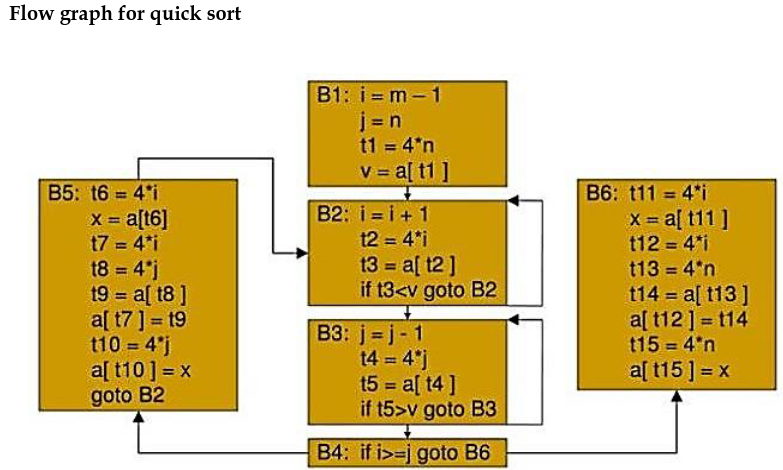 Flow graph for quick sort
B1: i = m – 1
j = n
t1 = 4*n
v = a[ t1 ]
B2: i = i + 1
t2 = 4*i
t3 = a[ t2 ]
if t3<v goto B2
B3: j = j - 1
t4 = 4*j
t5 = a[ t4 ]
if t5>v goto B3
B4: if i>=j goto B6
B5: t6 = 4*i
x = a[t6]
t7 = 4*i
t8 = 4*j
t9 = a[ t8 ]
a[ t7 ] = t9
t10 = 4*j
a[ t10 ] = x
goto B2
B6: t11 = 4*i
x = a[ t11 ]
t12 = 4*i
t13 = 4*n
t14 = a[ t13 ]
a[ t12 ] = t14
t15 = 4*n
a[ t15 ] = x